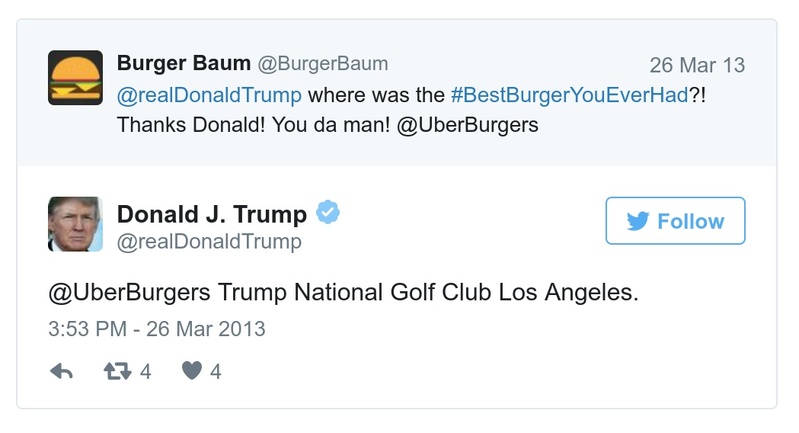 Burger Baum @BurgerBaum 26 Mar 13
@realDonaldTrump where was the #BestBurgerYouEverHad?!
Thanks Donald! You da man! @UberBurgers
Donald J. Trump
@realDonaldTrump
Follow
@UberBurgers Trump National Golf Club Los Angeles.
3:53 PM - 26 Mar 2013
4 4